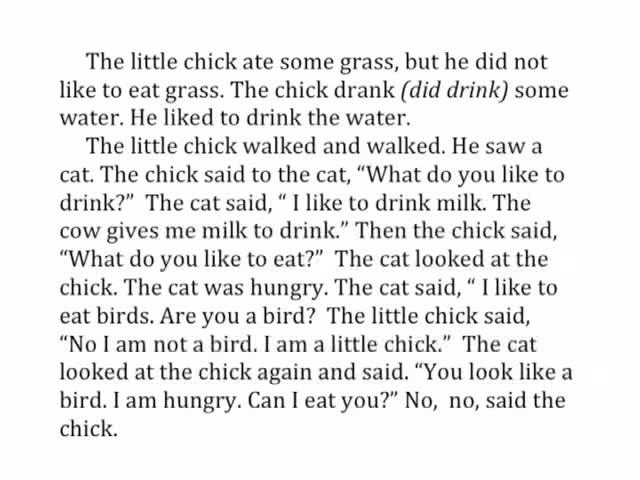 The little chick ate some grass, but he did not
like to eat grass. The chick drank (did drink) some
water. He liked to drink the water.
The little chick walked and walked. He saw a
cat. The chick said to the cat, “What do you like to
drink?”  The cat said, “ I like to drink milk. The
cow gives me milk to drink.” Then the chick said,
“What do you like to eat?”  The cat looked at the
chick. The cat was hungry. The cat said, “ I like to
eat birds. Are you a bird?  The little chick said,
“No I am not a bird. I am a little chick.”  The cat
looked at the chick again and said. “You look like a
bird. I am hungry. Can I eat you?” No,  no, said the
chick.